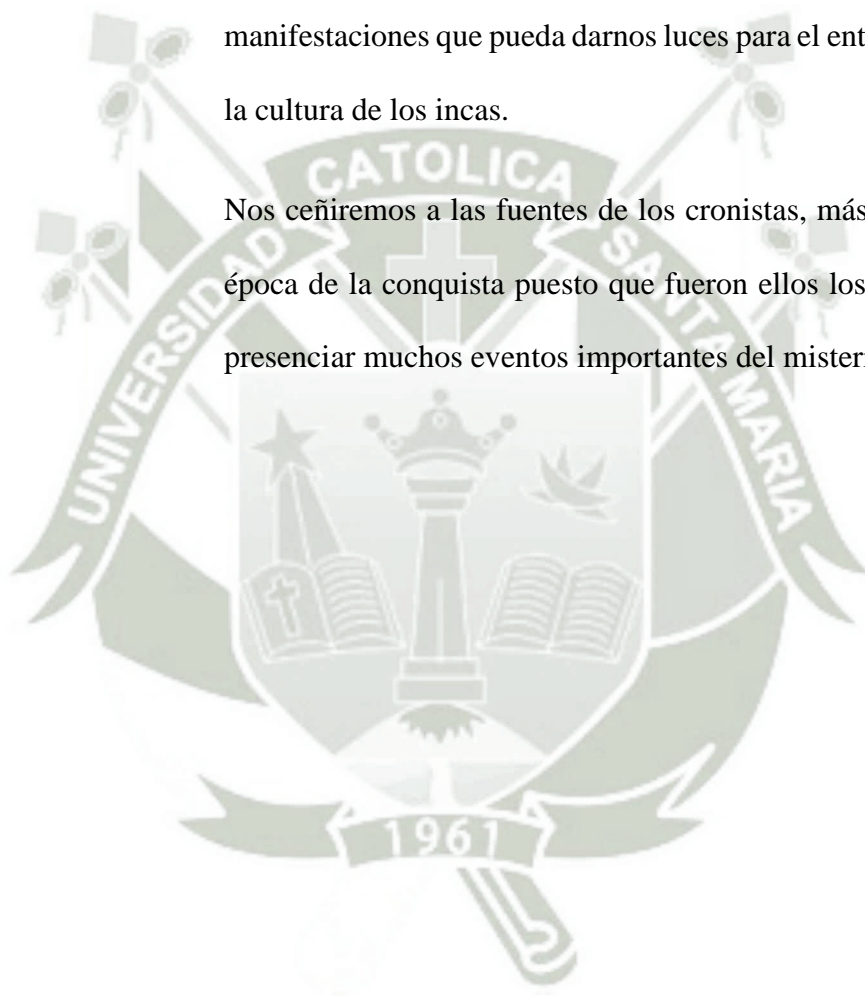 manifestaciones que pueda darnos luces para el ent
la cultura de los incas.
Nos ceñiremos a las fuentes de los cronistas, más
época de la conquista puesto que fueron ellos los
presenciar muchos eventos importantes del mister
UNIVERSIDAD CATOLICA SANTA MARIA
1961